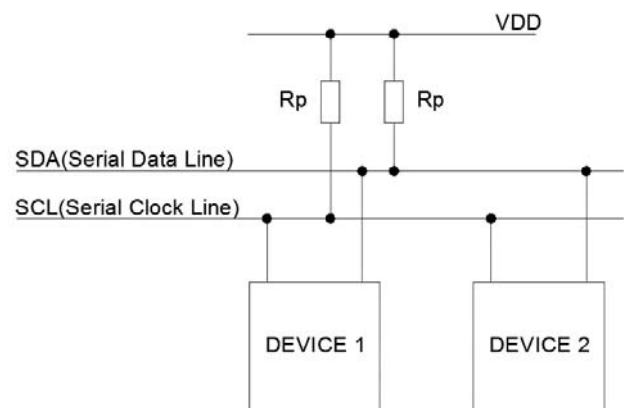 VDD
Rp
Rp
SDA(Serial Data Line)
SCL(Serial Clock Line)
DEVICE 1
DEVICE 2